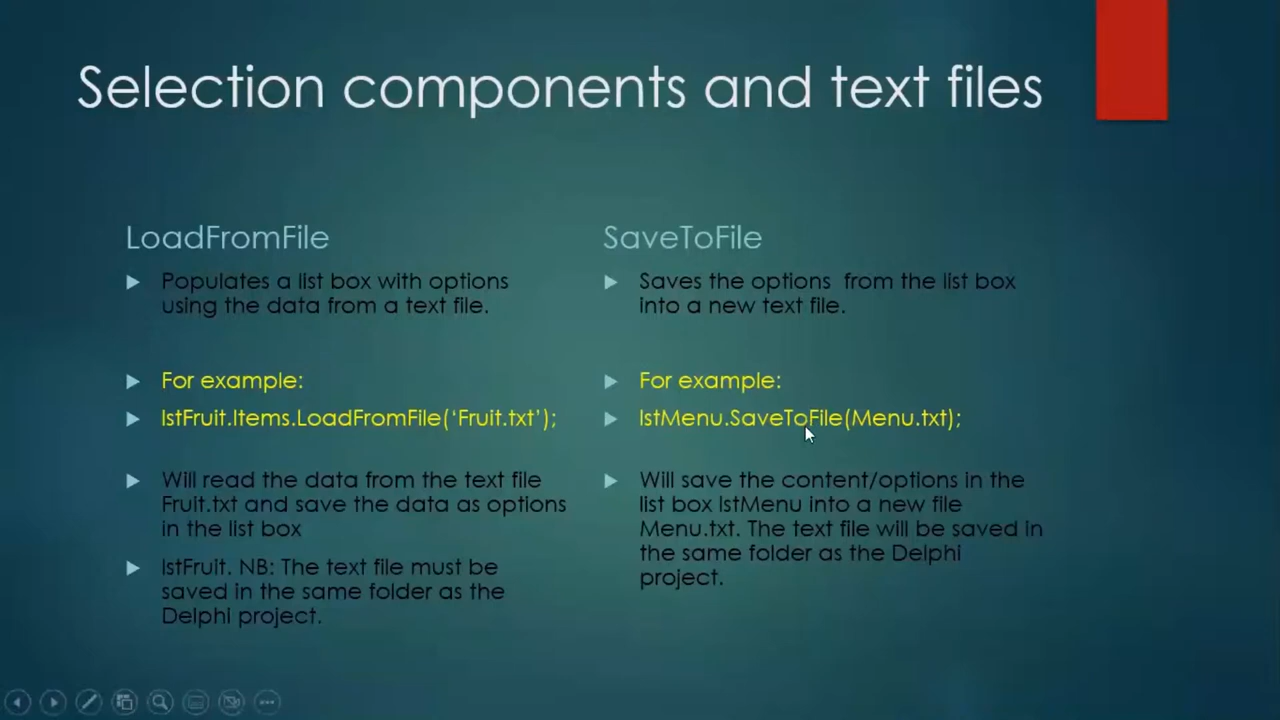 Selection components and text files
LoadFromFile
Populates a list box with options
using the data from a text file.
For example:
lstFruit.Items.LoadFromFile(‘Fruit.txt’);
Will read the data from the text file
Fruit.txt and save the data as options
in the list box
lstFruit. NB: The text file must be
saved in the same folder as the
Delphi project.
SaveToFile
Saves the options  from the list box
into a new text file.
For example:
lstMenu.SaveToFile(Menu.txt);
Will save the content/options in the
list box lstMenu into a new file
Menu.txt. The text file will be saved in
the same folder as the Delphi
project.